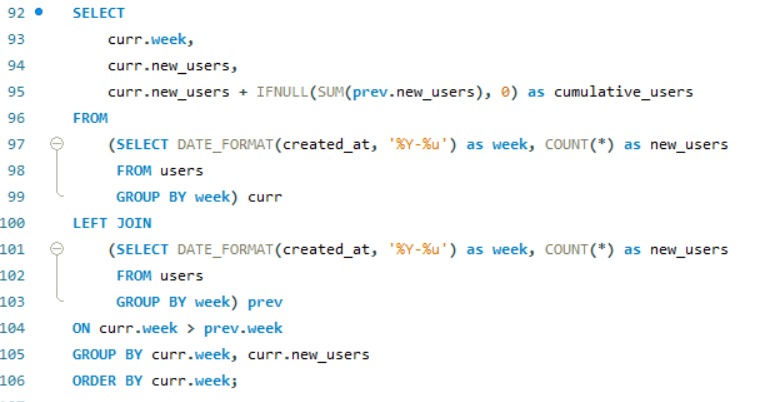 92 SELECT
93 curr.week,
94 curr.new_users,
95 curr.new_users + IFNULL(SUM(prev.new_users), 0) as cumulative_users
96 FROM
97 (SELECT DATE_FORMAT(created_at, '%Y-%u') as week, COUNT(*) as new_users
98 FROM users
99 GROUP BY week) curr
100 LEFT JOIN
101 (SELECT DATE_FORMAT(created_at, '%Y-%u') as week, COUNT(*) as new_users
102 FROM users
103 GROUP BY week) prev
104 ON curr.week > prev.week
105 GROUP BY curr.week, curr.new_users
106 ORDER BY curr.week;